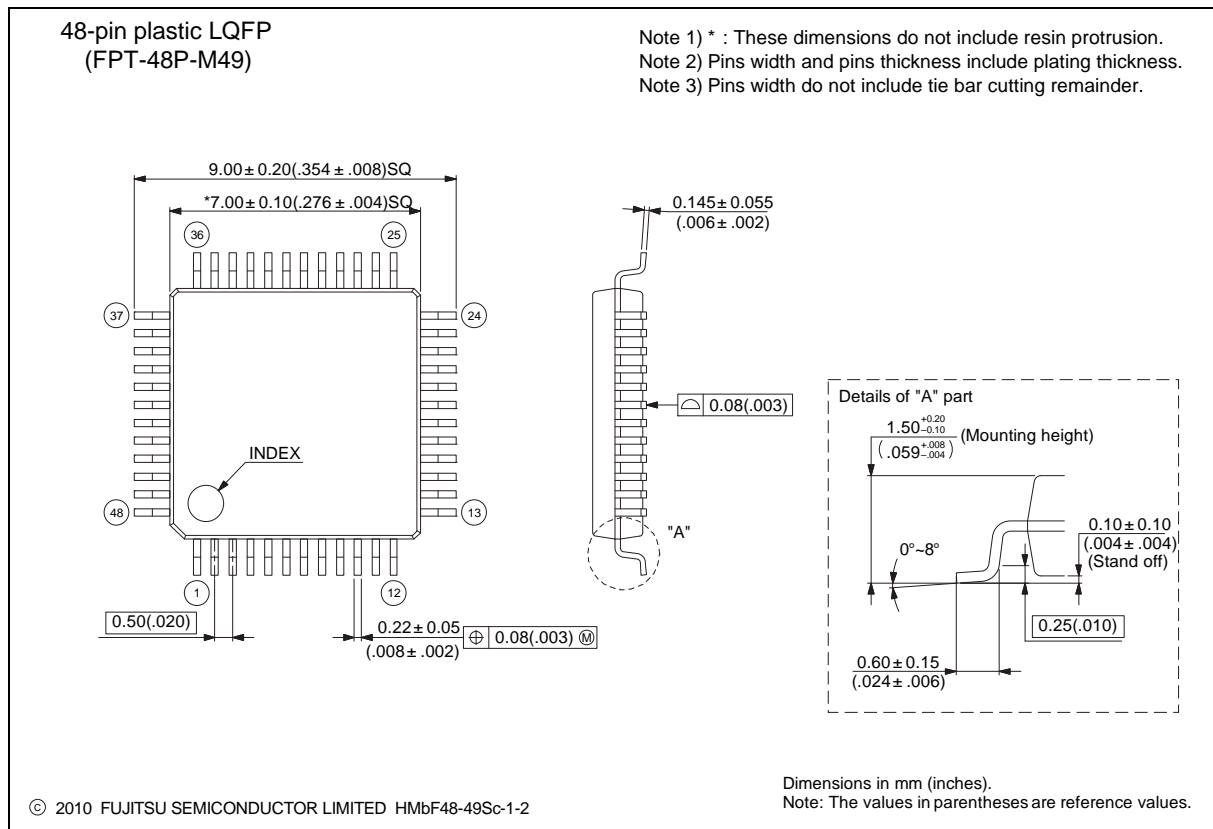 48-pin plastic LQFP
(FPT-48P-M49)
Note 1) * : These dimensions do not include resin protrusion.
Note 2) Pins width and pins thickness include plating thickness.
Note 3) Pins width do not include tie bar cutting remainder.
9.00±0.20(.354±.008)SQ
*7.00±0.10(.276±.004)SQ
0.145±0.055
(.006±.002)
36
25
37
24
0.08(.003)
INDEX
48
13
"A"
1
12
0.50(.020)
0.22±0.05
(.008±.002)
⌖ 0.08(.003) Ⓜ
Details of "A" part
1.50 +0.20 −0.10
(.059 +.008 −.004)
(Mounting height)
0°~8°
0.10±0.10
(.004±.004)
(Stand off)
0.25(.010)
0.60±0.15
(.024±.006)
© 2010 FUJITSU SEMICONDUCTOR LIMITED HMbF48-49Sc-1-2
Dimensions in mm (inches).
Note: The values in parentheses are reference values.